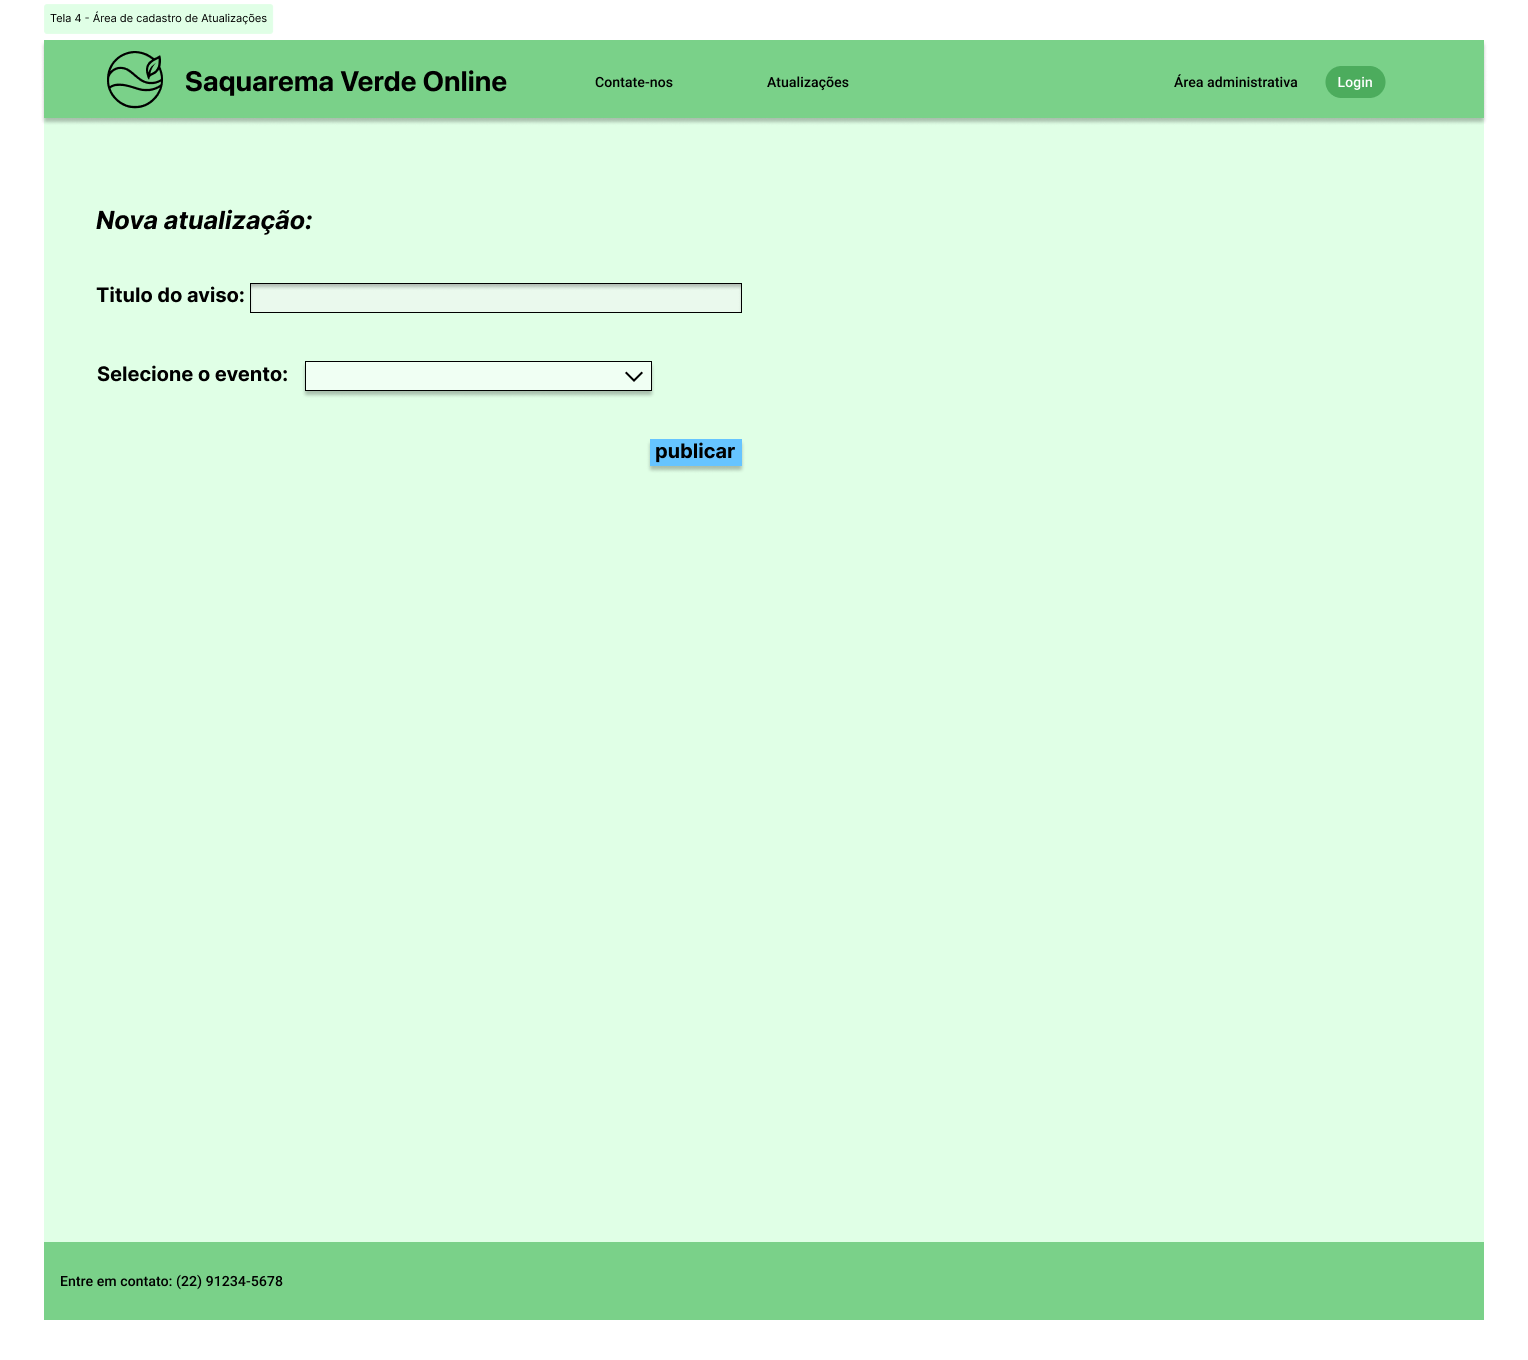 Tela 4 - Área de cadastro de Atualizações
Saquarema Verde Online
Contate-nos
Atualizações
Área administrativa
Login
Nova atualização:
Titulo do aviso:
Selecione o evento:
publicar
Entre em contato: (22) 91234-5678